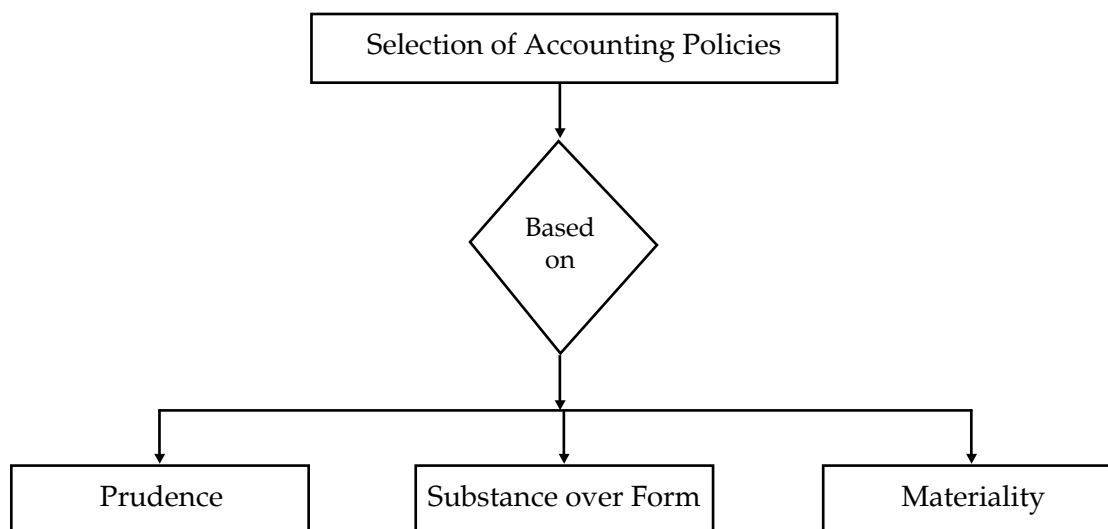 Selection of Accounting Policies
Based
on
Prudence
Substance over Form
Materiality